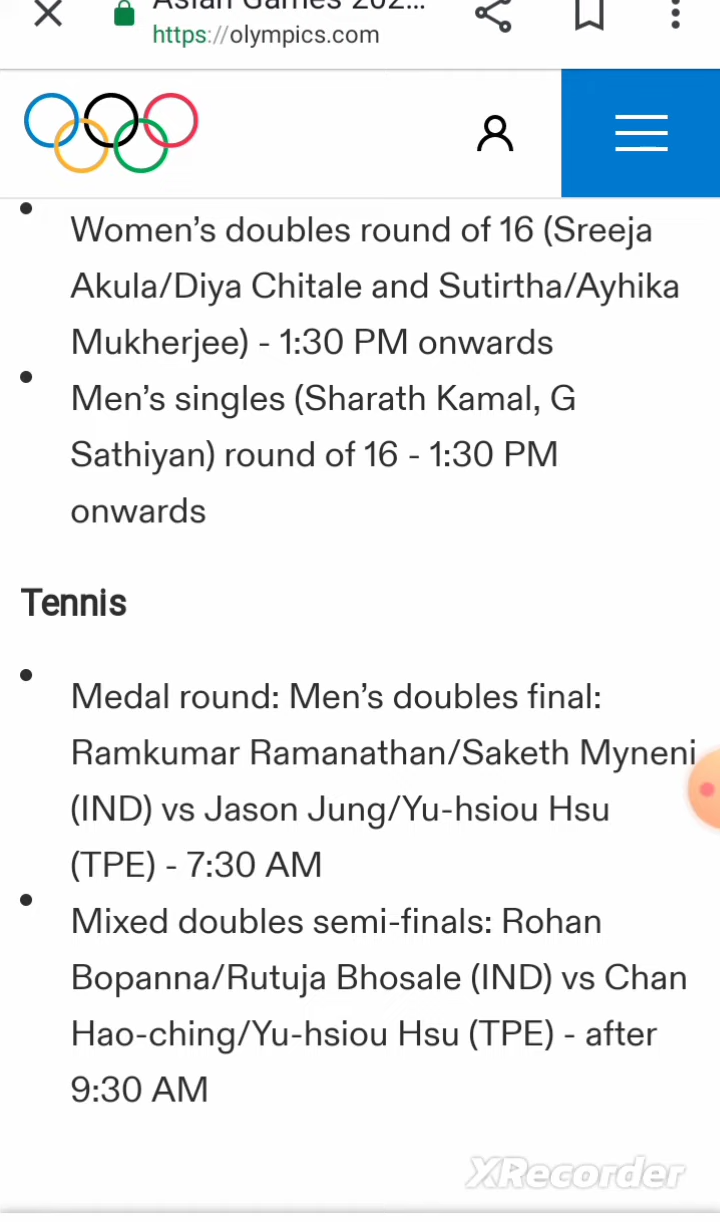 Asian Games 202...
https://olympics.com
Women’s doubles round of 16 (Sreeja
Akula/Diya Chitale and Sutirtha/Ayhika
Mukherjee) - 1:30 PM onwards
Men’s singles (Sharath Kamal, G
Sathiyan) round of 16 - 1:30 PM
onwards
Tennis
Medal round: Men’s doubles final:
Ramkumar Ramanathan/Saketh Myneni
(IND) vs Jason Jung/Yu-hsiou Hsu
(TPE) - 7:30 AM
Mixed doubles semi-finals: Rohan
Bopanna/Rutuja Bhosale (IND) vs Chan
Hao-ching/Yu-hsiou Hsu (TPE) - after
9:30 AM
XRecorder